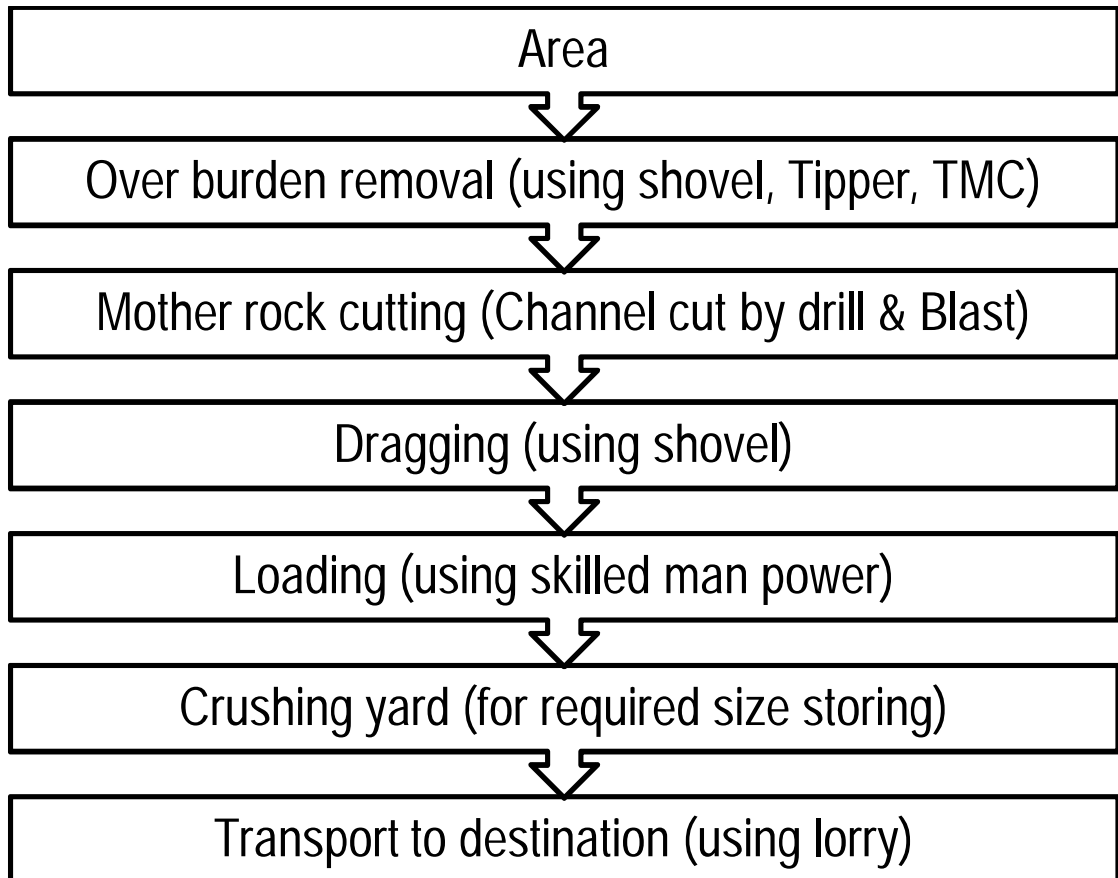 Area
Over burden removal (using shovel, Tipper, TMC)
Mother rock cutting (Channel cut by drill & Blast)
Dragging (using shovel)
Loading (using skilled man power)
Crushing yard (for required size storing)
Transport to destination (using lorry)